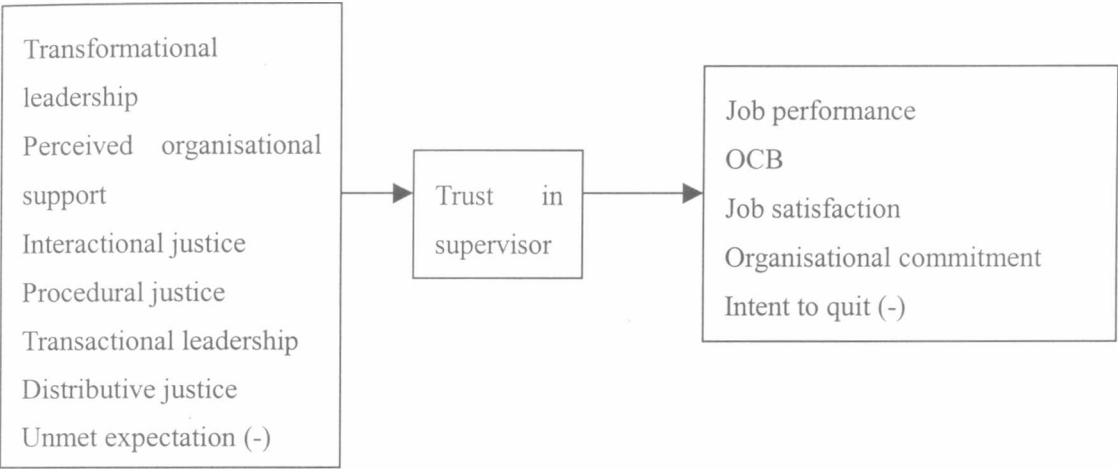 Transformational
leadership
Perceived organisational
support
Interactional justice
Procedural justice
Transactional leadership
Distributive justice
Unmet expectation (-)
Trust in
supervisor
Job performance
OCB
Job satisfaction
Organisational commitment
Intent to quit (-)